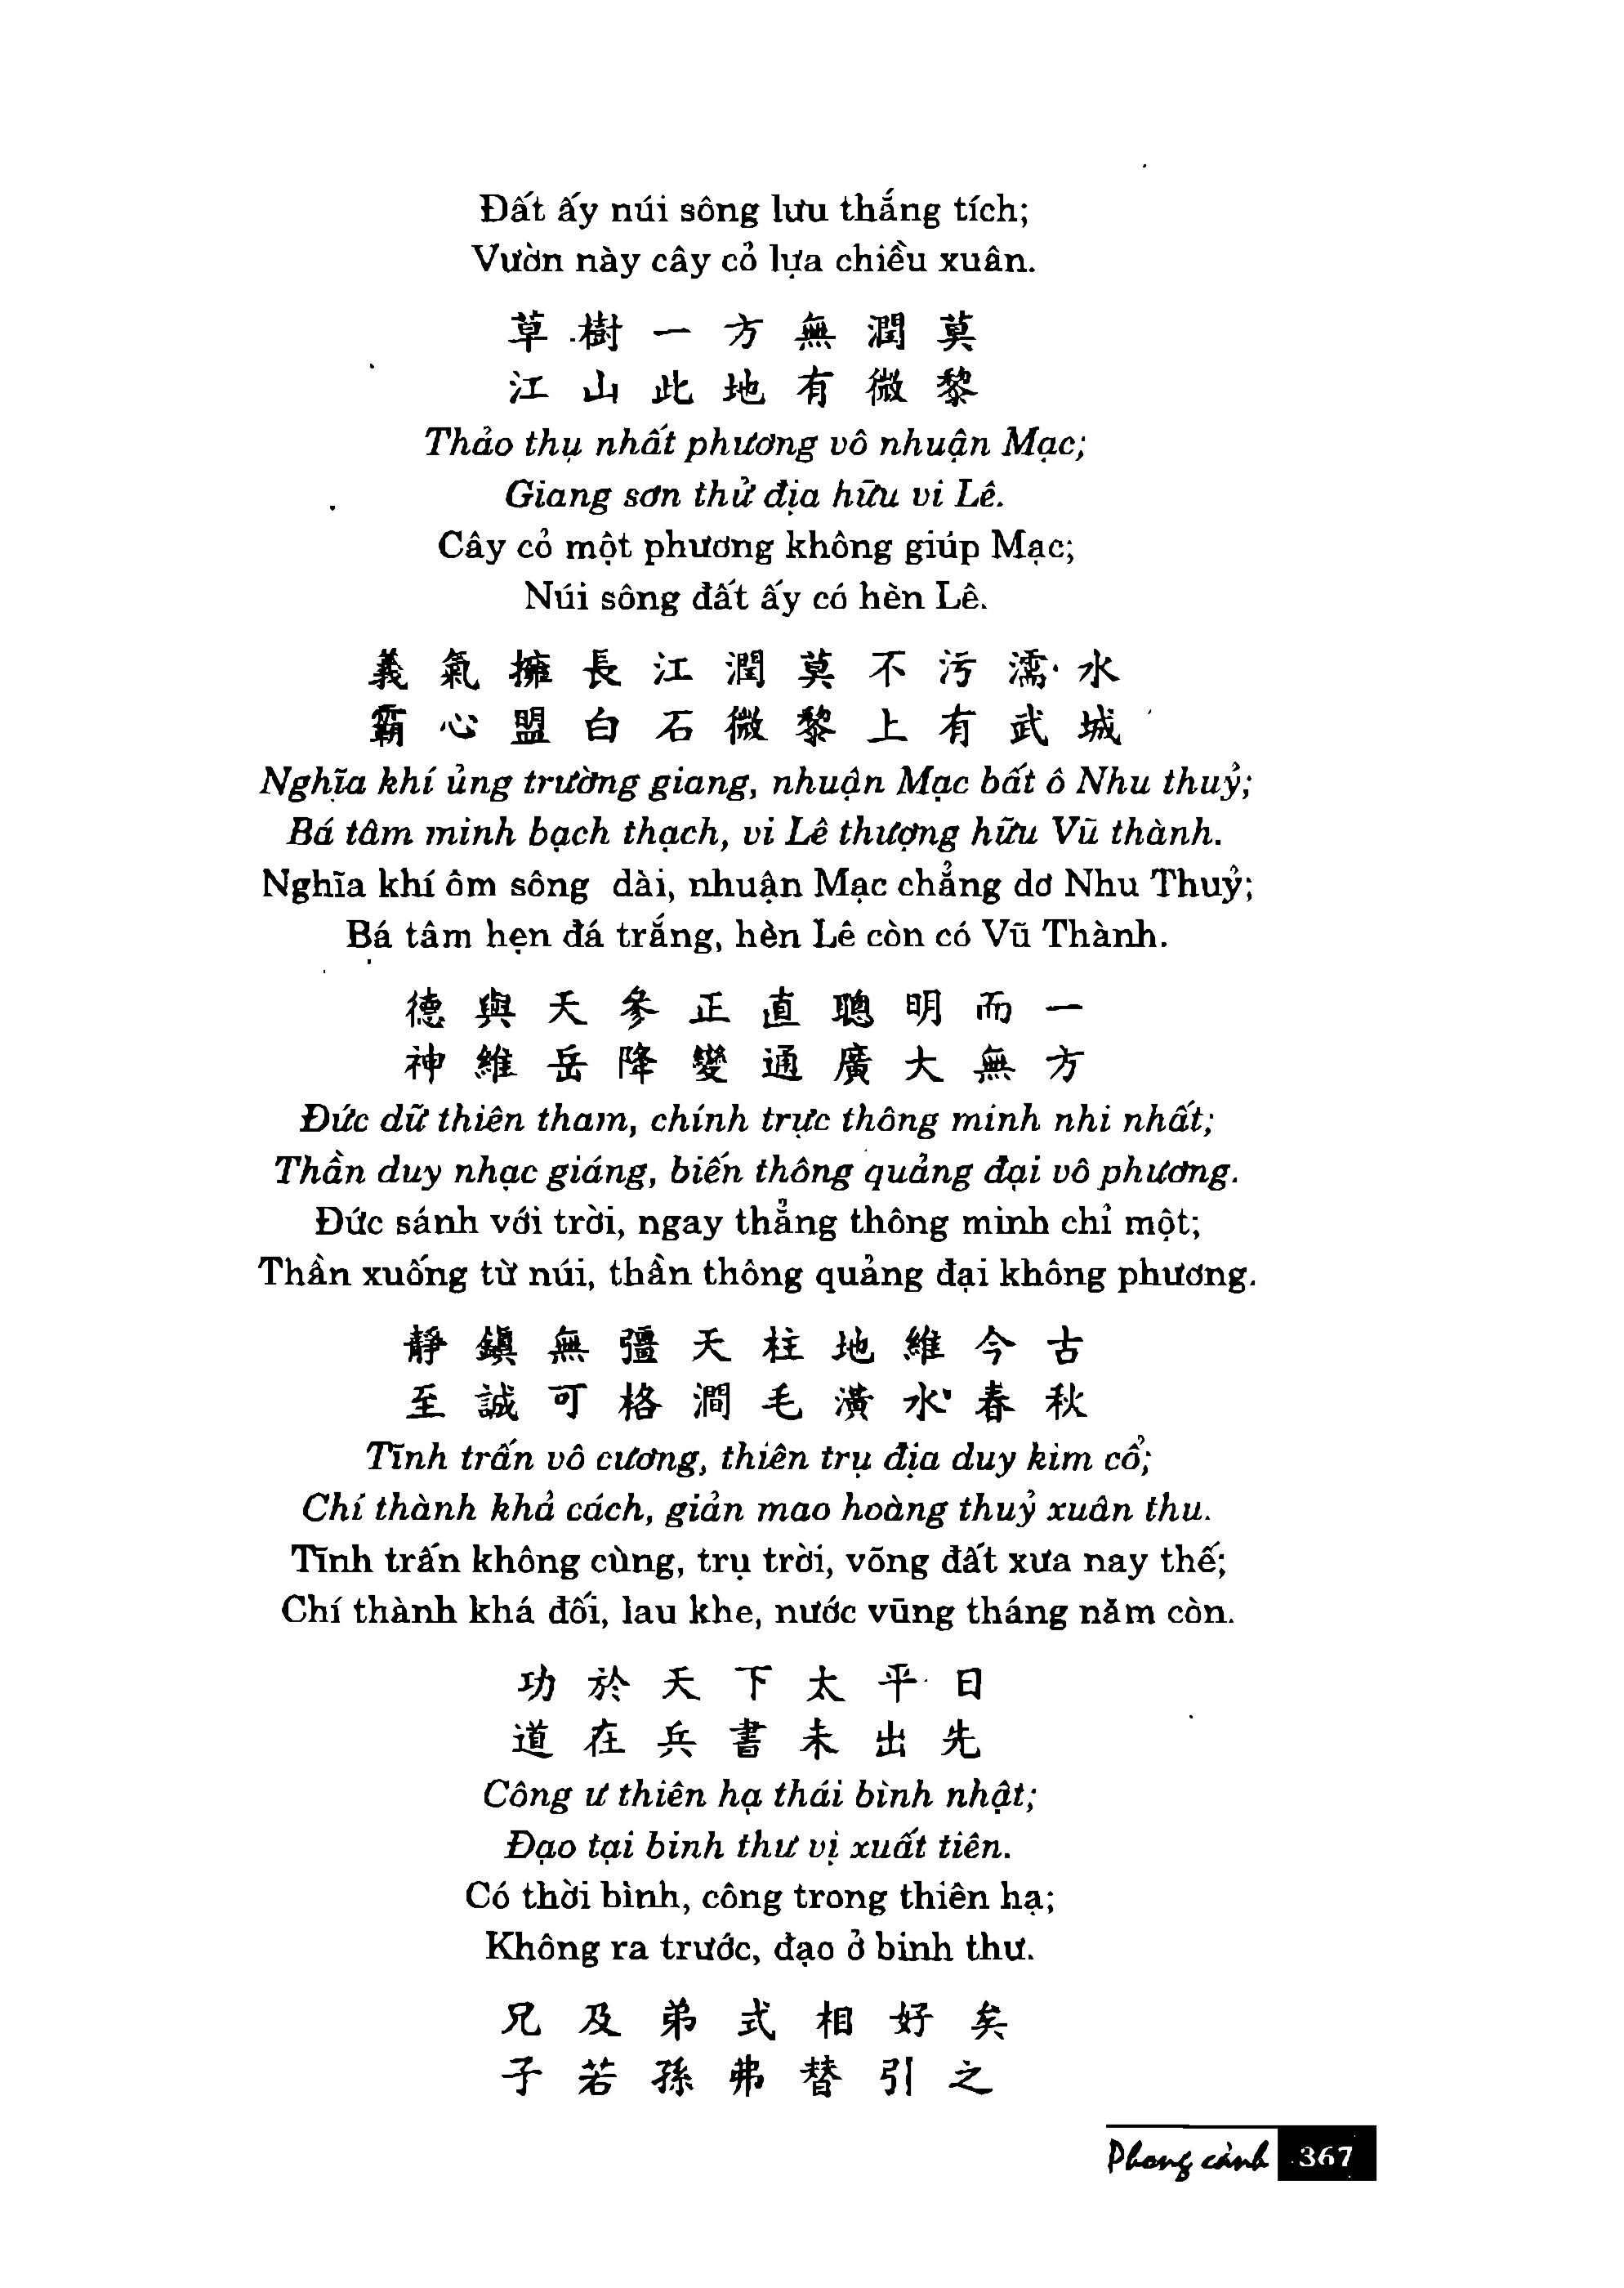 Đất ấy núi sông lưu thắng tích;
Vườn này cây cỏ lựa chiều xuân.
草樹一方無潤莫
江山此地有微黎
Thảo thụ nhất phương vô nhuận Mạc;
Giang sơn thử địa hữu vi Lê.
Cây cỏ một phương không giúp Mạc;
Núi sông đất ấy có hèn Lê.
義氣擁長江潤莫不污濡水
霸心盟白石微黎上有武城
Nghĩa khí ủng trường giang, nhuận Mạc bất ô Nhu thuỷ;
Bá tâm minh bạch thạch, vi Lê thượng hữu Vũ thành.
Nghĩa khí ôm sông dài, nhuận Mạc chẳng dơ Nhu Thuỷ;
Bá tâm hẹn đá trắng, hèn Lê còn có Vũ Thành.
德與天參正直聰明而一
神維岳降變通廣大無方
Đức dữ thiên tham, chính trực thông minh nhi nhất;
Thần duy nhạc giáng, biến thông quảng đại vô phương.
Đức sánh với trời, ngay thẳng thông minh chỉ một;
Thần xuống từ núi, thần thông quảng đại không phương.
靜鎮無彊天柱地維今古
至誠可格澗毛潢水春秋
Tĩnh trấn vô cương, thiên trụ địa duy kim cổ;
Chí thành khả cách, giản mao hoàng thuỷ xuân thu.
Tĩnh trấn không cùng, trụ trời, võng đất xưa nay thế;
Chí thành khá đối, lau khe, nước vũng tháng năm còn.
功於天下太平日
道在兵書未出先
Công ư thiên hạ thái bình nhật;
Đạo tại binh thư vị xuất tiên.
Có thời bình, công trong thiên hạ;
Không ra trước, đạo ở binh thư.
兄及弟式相好矣
子若孫弗替引之
Phong cảnh 367